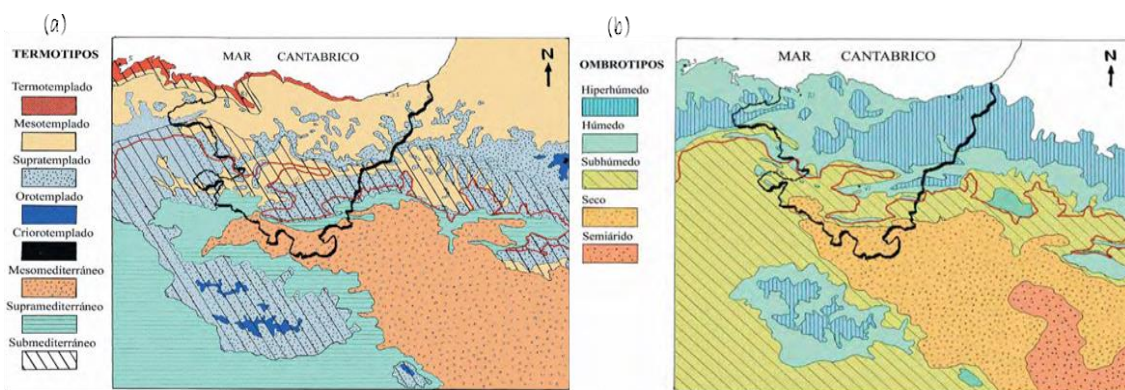 (a)
TERMOTIPOS
Termotemplado
Mesotemplado
Supratemplado
Orotemplado
Criorotemplado
Mesomediterráneo
Supramediterráneo
Submediterráneo
MAR CANTABRICO
N
(b)
OMBROTIPOS
Hiperhúmedo
Húmedo
Subhúmedo
Seco
Semiárido
MAR CANTABRICO
N